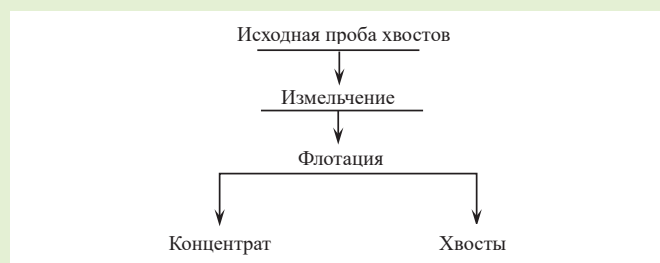 Исходная проба хвостов
Измельчение
Флотация
Концентрат
Хвосты